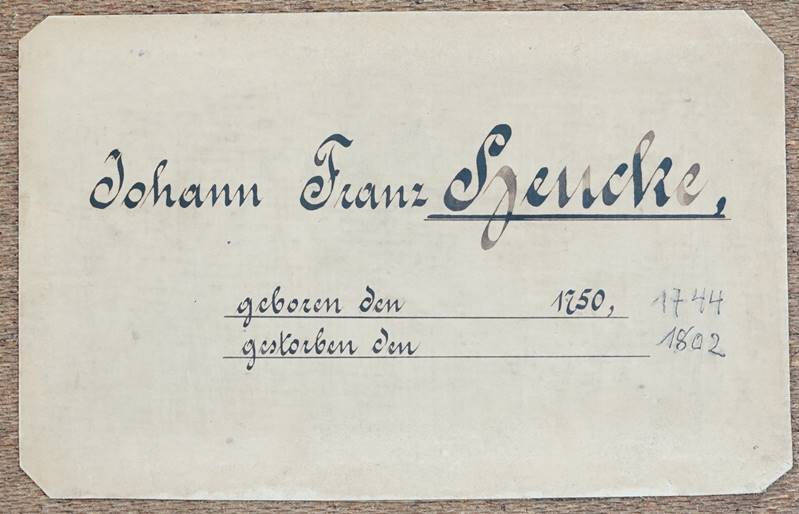 Johann Franz Heucke,
geboren den 1750, 1744
gestorben den 1802